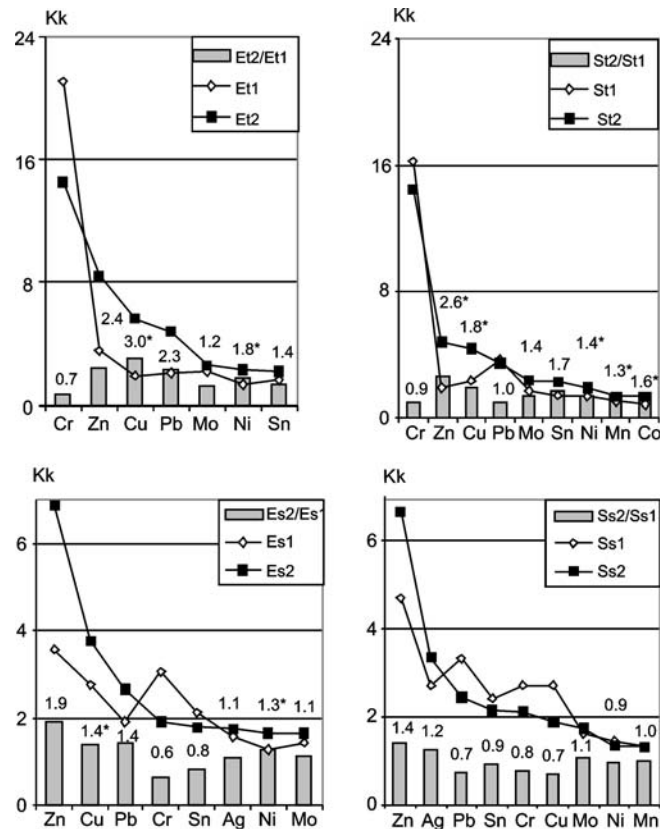 Kk
24
Et2/Et1
Et1
Et2
16
8
2.4
3.0*
2.3
1.2
1.8*
1.4
0.7
0
Cr Zn Cu Pb Mo Ni Sn
Kk
24
St2/St1
St1
St2
16
8
2.6*
1.8*
1.4
1.7
1.4*
1.3*
1.6*
0.9
1.0
0
Cr Zn Cu Pb Mo Sn Ni Mn Co
Kk
Es2/Es1
Es1
Es2
6
4
2
1.9
1.4*
1.4
0.6
0.8
1.1
1.3*
1.1
0
Zn Cu Pb Cr Sn Ag Ni Mo
Kk
Ss2/Ss1
Ss1
Ss2
6
4
2
1.4
1.2
0.7
0.9
0.8
0.7
1.1
0.9
1.0
0
Zn Ag Pb Sn Cr Cu Mo Ni Mn